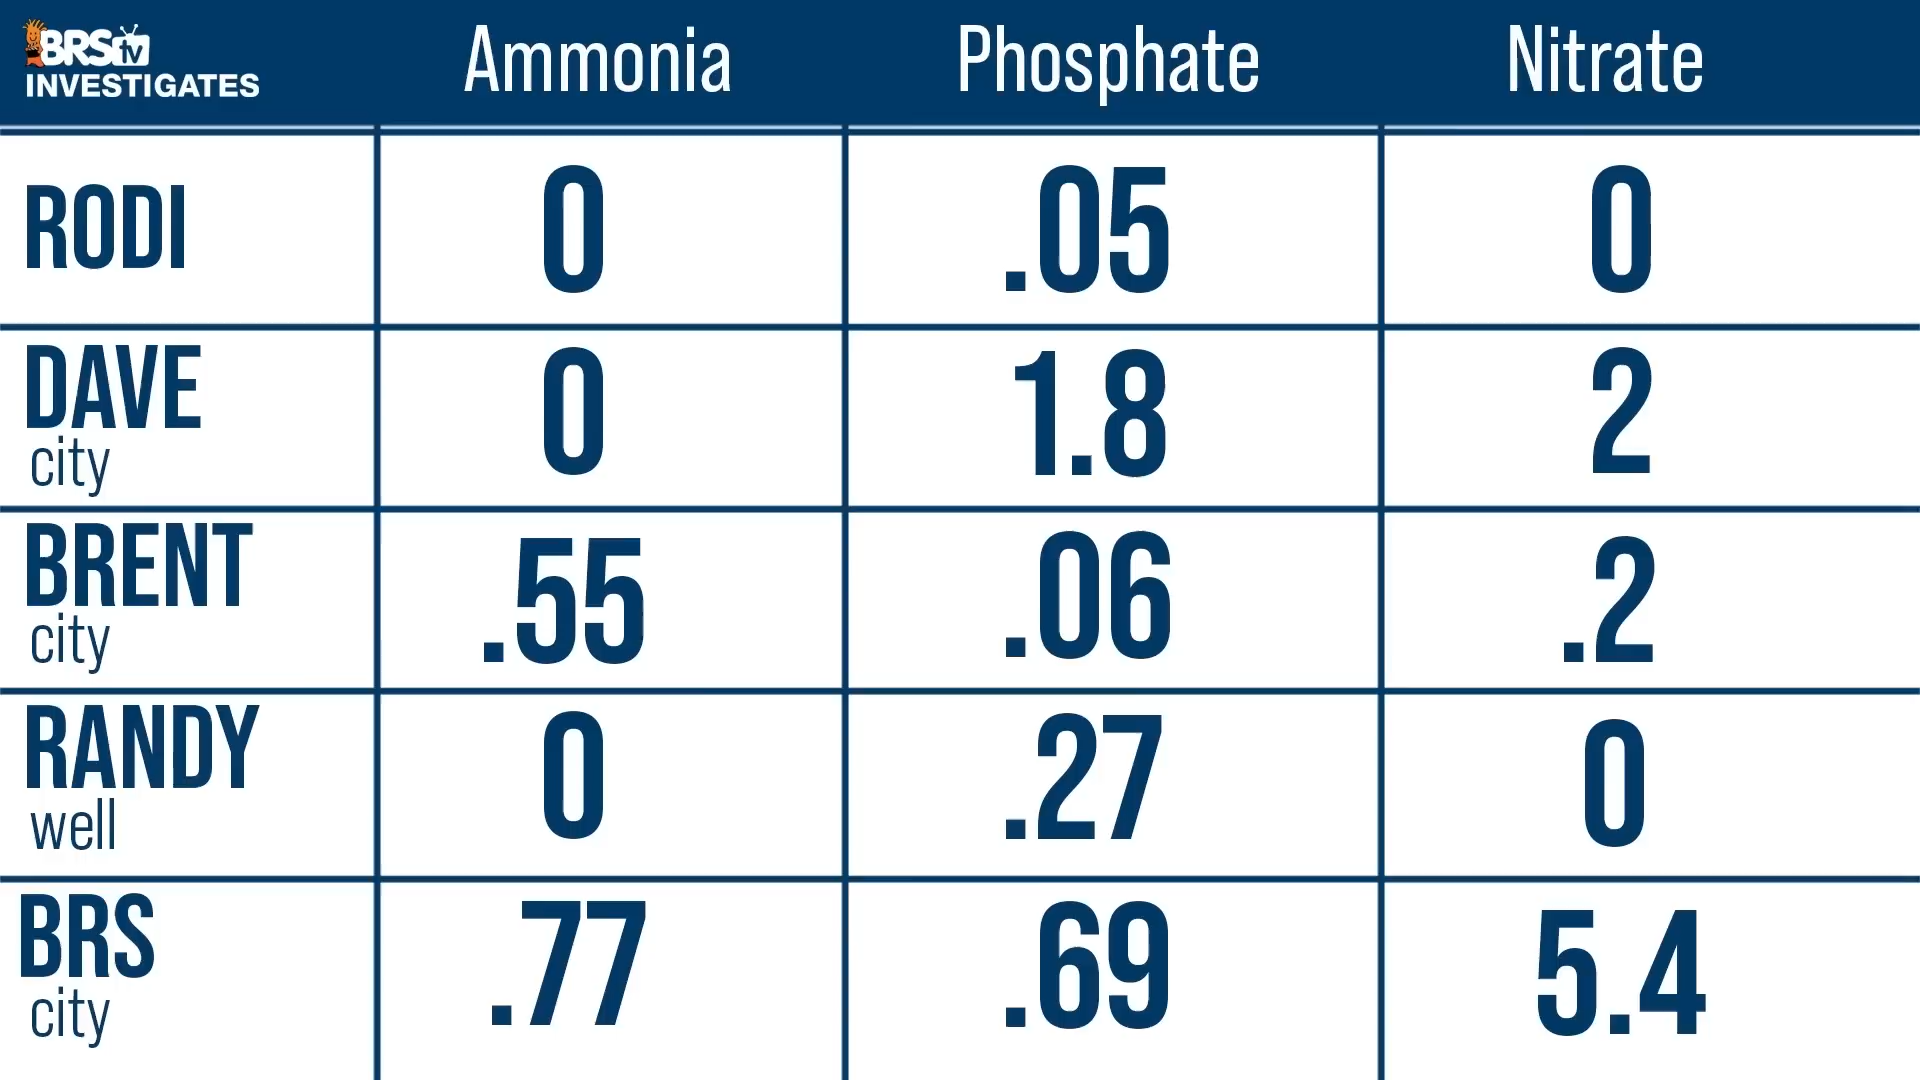 BRStv
INVESTIGATES
Ammonia Phosphate Nitrate
RODI 0 .05 0
DAVE 0 1.8 2
city
BRENT .55 .06 .2
city
RANDY 0 .27 0
well
BRS .77 .69 5.4
city